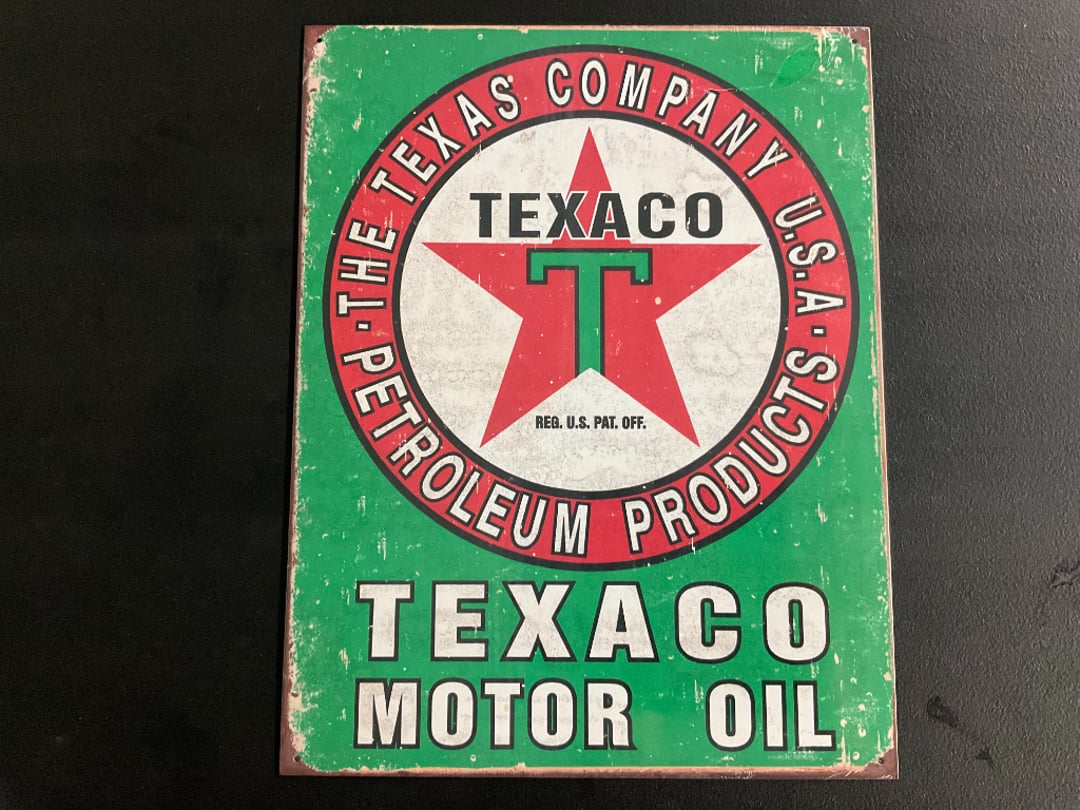 ·THE TEXAS COMPANY U.S.A·
PETROLEUM PRODUCTS
TEXACO
T
REG. U.S. PAT. OFF.
TEXACO
MOTOR OIL